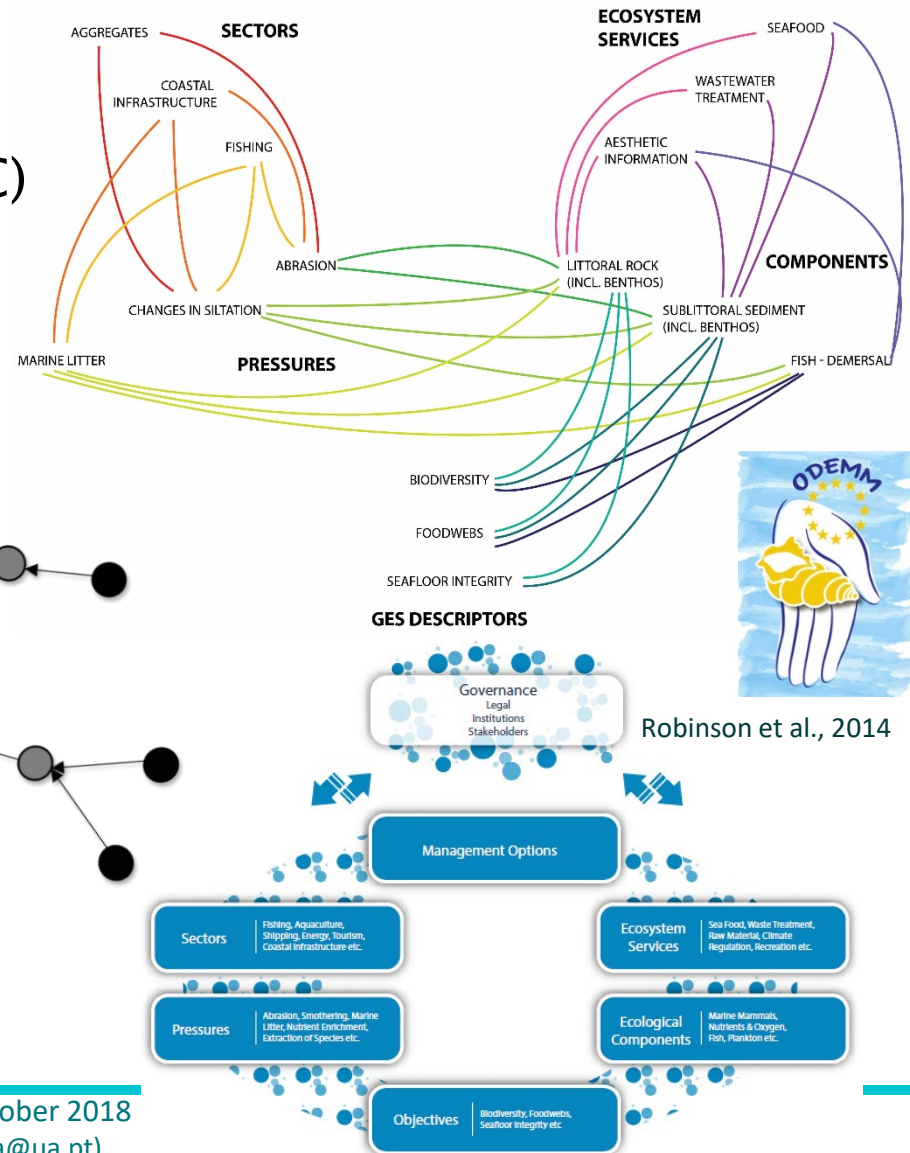 AGGREGATES
SECTORS
COASTAL
INFRASTRUCTURE
FISHING
ABRASION
CHANGES IN SILTATION
MARINE LITTER
PRESSURES
ECOSYSTEM
SERVICES
SEAFOOD
WASTEWATER
TREATMENT
AESTHETIC
INFORMATION
LITTORAL ROCK
(INCL. BENTHOS)
COMPONENTS
SUBLITTORAL SEDIMENT
(INCL. BENTHOS)
FISH - DEMERSAL
BIODIVERSITY
FOODWEBS
SEAFLOOR INTEGRITY
GES DESCRIPTORS
ODEMM
Robinson et al., 2014
Governance
Legal
Institutions
Stakeholders
Management Options
Sectors
Fishing, Aquaculture,
Shipping, Energy, Tourism,
Coastal Infrastructure etc.
Ecosystem
Services
Sea Food, Waste Treatment,
Raw Material, Climate
Regulation, Recreation etc.
Pressures
Abrasion, Smothering, Marine
Litter, Nutrient Enrichment,
Extraction of Species etc.
Ecological
Components
Marine Mammals,
Nutrients & Oxygen,
Fish, Plankton etc.
Objectives
Biodiversity, Foodwebs,
Seafloor Integrity etc
2018